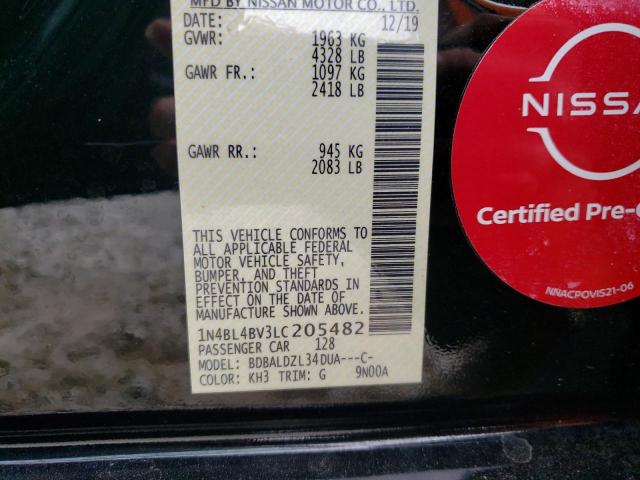 MFD BY NISSAN MOTOR CO., LTD.
DATE: 12/19
GVWR: 1963 KG
4328 LB
GAWR FR.: 1097 KG
2418 LB
GAWR RR.: 945 KG
2083 LB
THIS VEHICLE CONFORMS TO
ALL APPLICABLE FEDERAL
MOTOR VEHICLE SAFETY,
BUMPER, AND THEFT
PREVENTION STANDARDS
IN EFFECT ON THE DATE OF
MANUFACTURE SHOWN ABOVE.
1N4BL4BV3LC205482
PASSENGER CAR 128
MODEL: BDBALDZL34DUA---C-
COLOR: KH3 TRIM: G 9N00A
NISSA
Certified Pre-
NNACPOVIS21-06